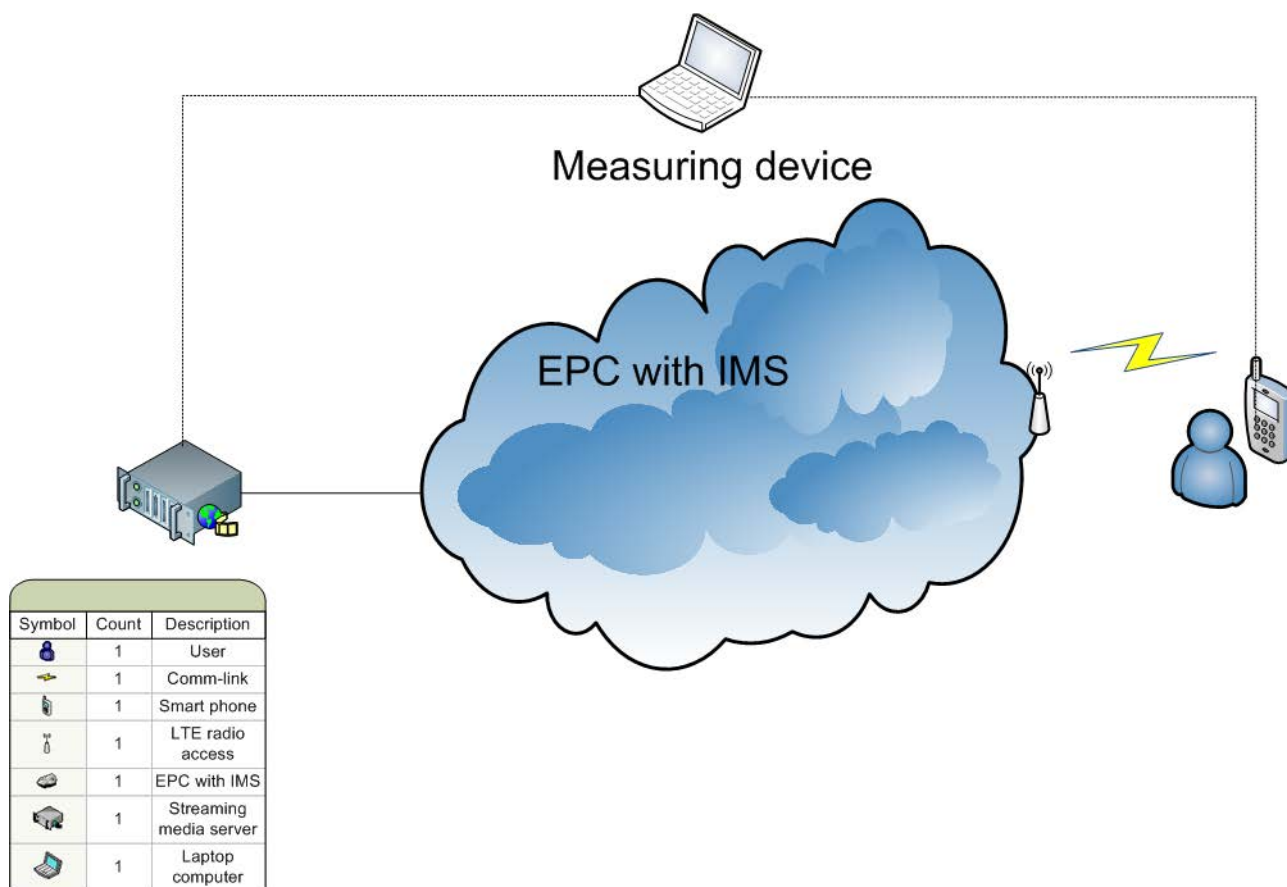 Measuring device
EPC with IMS
Symbol Count Description
1 User
1 Comm-link
1 Smart phone
1 LTE radio
access
1 EPC with IMS
1 Streaming
media server
1 Laptop
computer